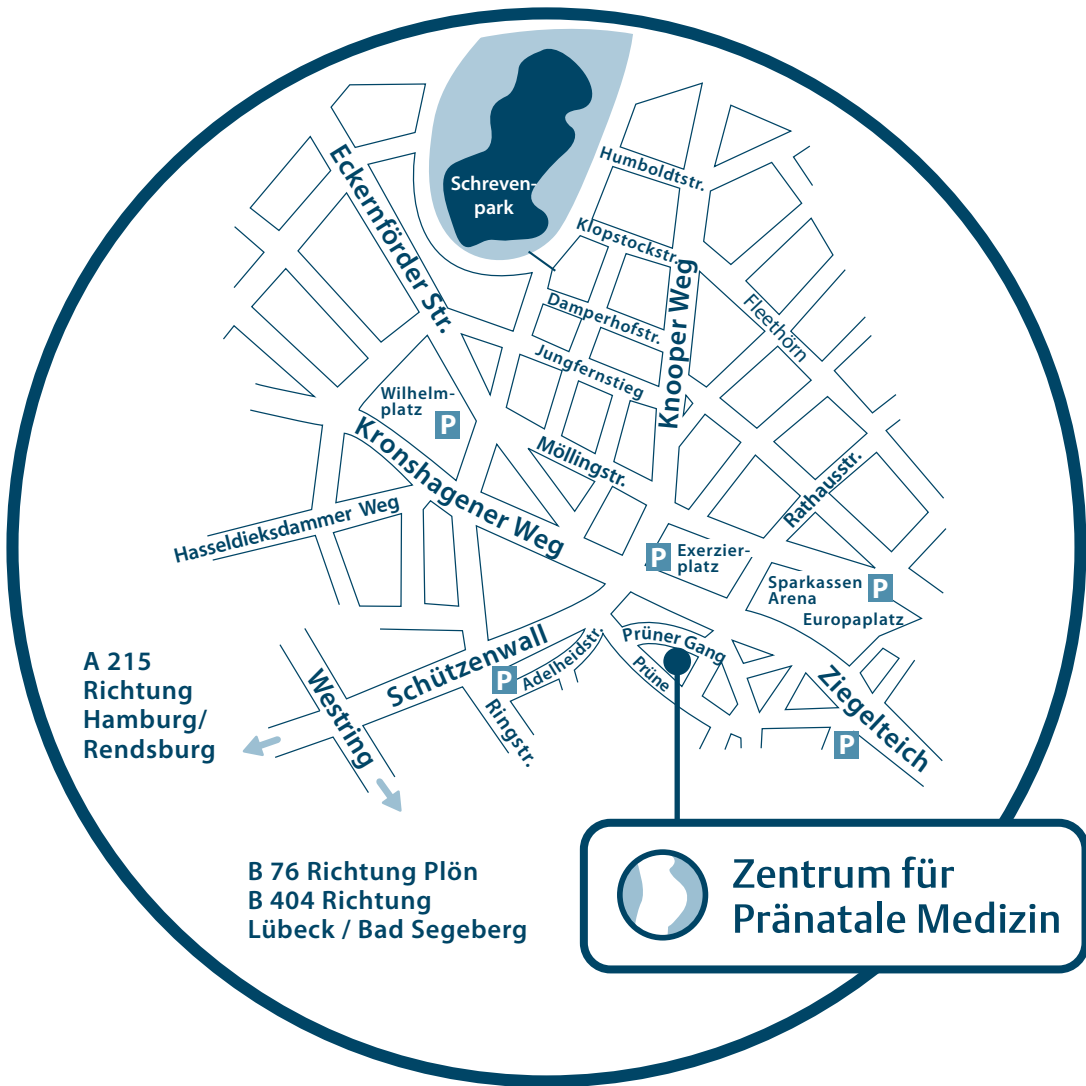 Schreven-
park
Humboldtstr.
Klopstockstr.
Eckernförder Str.
Knooper Weg
Damperhofstr.
Fleethörn
Jungfernstieg
Wilhelm-
platz
P
Kronshagener Weg
Möllingstr.
Rathausstr.
Hasseldieksdammer Weg
P
Exerzier-
platz
Sparkassen
Arena
P
Europaplatz
Prüner Gang
Prüne
Schützenwall
Adelheidstr.
P
Ringstr.
Westring
Ziegelteich
P
A 215
Richtung
Hamburg/
Rendsburg
B 76 Richtung Plön
B 404 Richtung
Lübeck / Bad Segeberg
Zentrum für
Pränatale Medizin